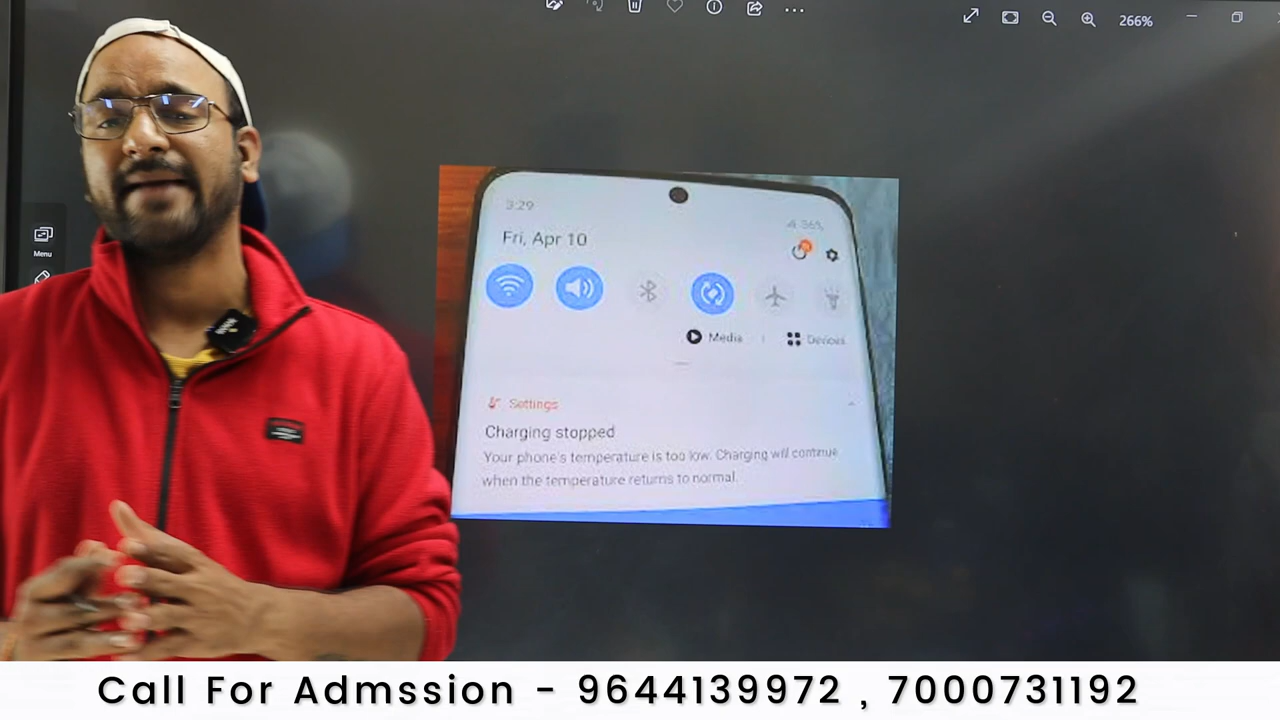 266%
Menu
3:29
36%
Fri, Apr 10
Media
Devices
Settings
Charging stopped
Your phone's temperature is too low. Charging will continue
when the temperature returns to normal.
Call For Admssion - 9644139972 , 7000731192